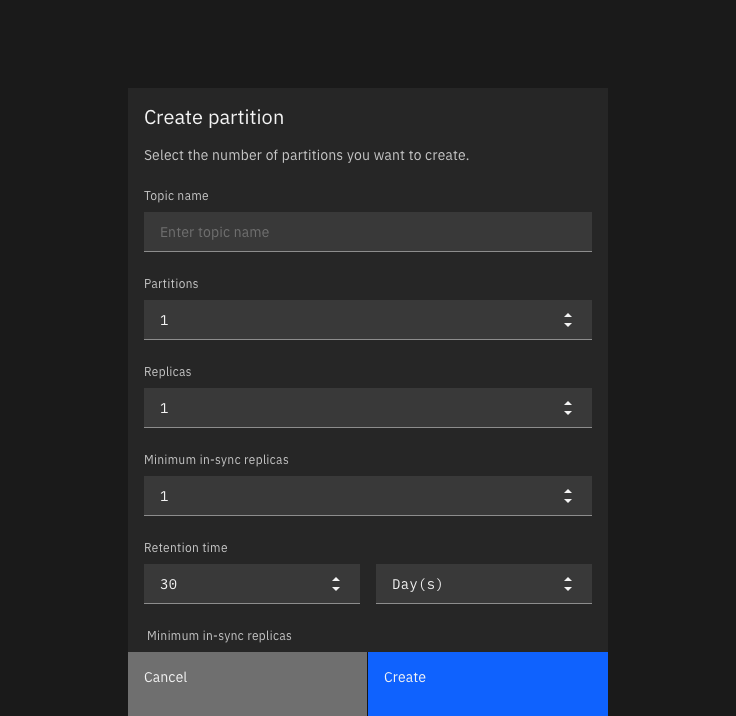 Create partition
Select the number of partitions you want to create.
Topic name
Enter topic name
Partitions
1
Replicas
1
Minimum in-sync replicas
1
Retention time
30 Day(s)
Minimum in-sync replicas
Cancel Create